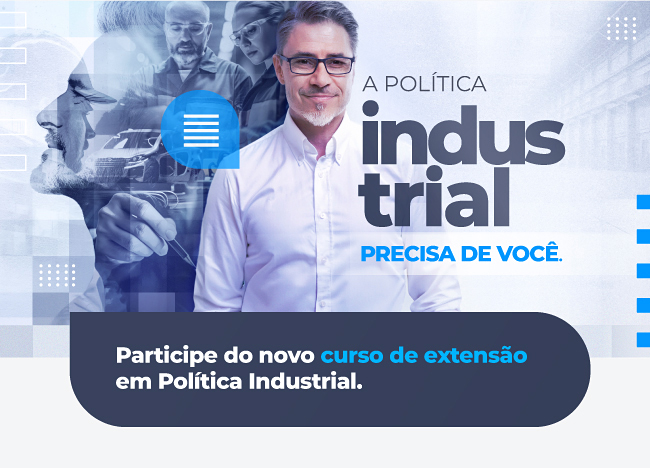 A POLÍTICA
indus
trial
PRECISA DE VOCÊ.
Participe do novo curso de extensão
em Política Industrial.